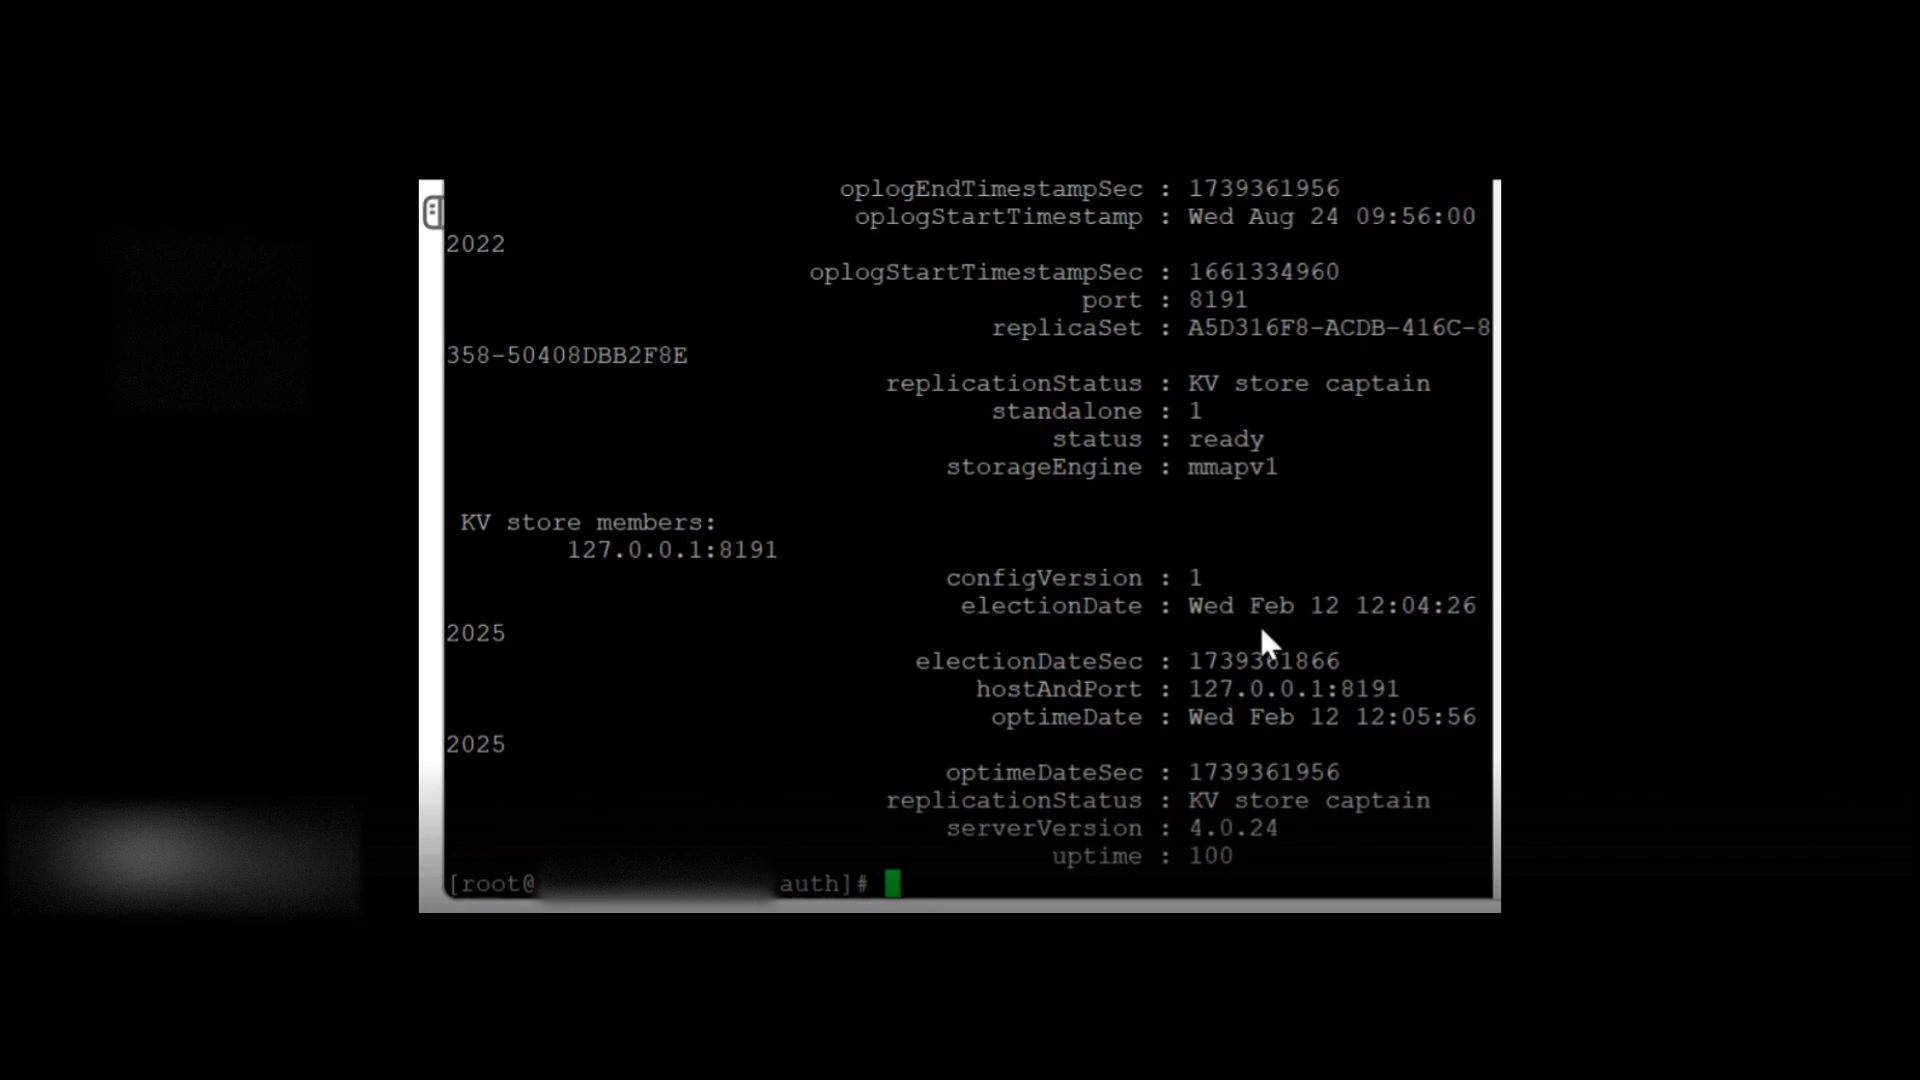 oplogEndTimestampSec : 1739361956
oplogStartTimestamp : Wed Aug 24 09:56:00
2022
oplogStartTimestampSec : 1661334960
port : 8191
replicaSet : A5D316F8-ACDB-416C-8
358-50408DBB2F8E
replicationStatus : KV store captain
standalone : 1
status : ready
storageEngine : mmapv1
KV store members:
127.0.0.1:8191
configVersion : 1
electionDate : Wed Feb 12 12:04:26
2025
electionDateSec : 1739361866
hostAndPort : 127.0.0.1:8191
optimeDate : Wed Feb 12 12:05:56
2025
optimeDateSec : 1739361956
replicationStatus : KV store captain
serverVersion : 4.0.24
uptime : 100
[root@ auth]#